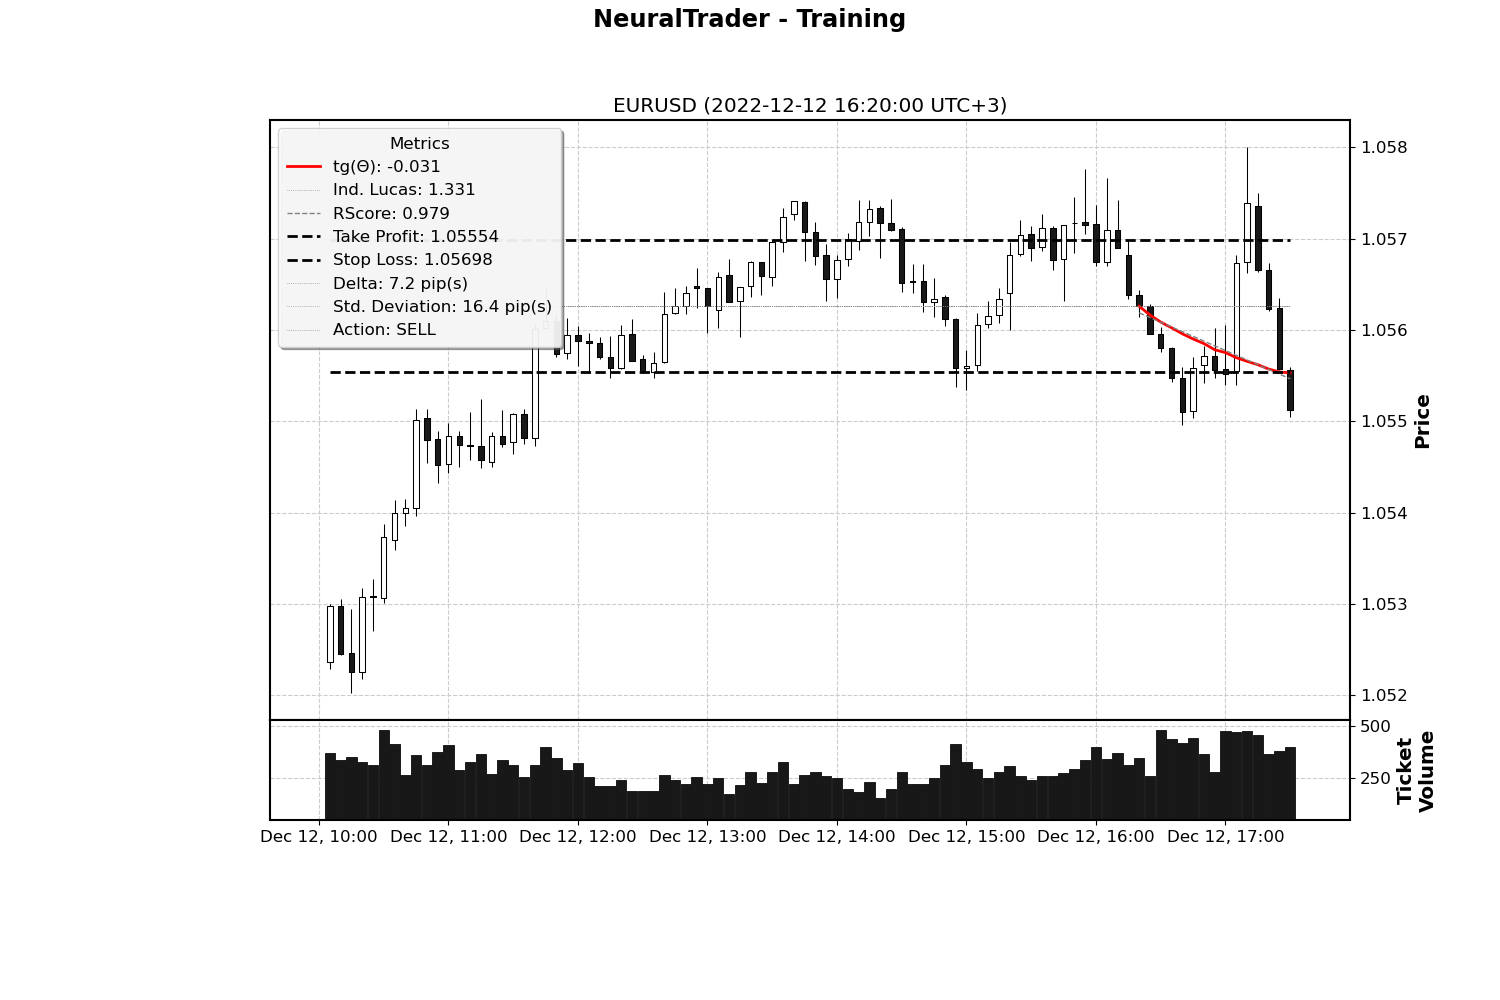 NeuralTrader - Training
EURUSD (2022-12-12 16:20:00 UTC+3)
Metrics
tg(Θ): -0.031
Ind. Lucas: 1.331
RScore: 0.979
Take Profit: 1.05554
Stop Loss: 1.05698
Delta: 7.2 pip(s)
Std. Deviation: 16.4 pip(s)
Action: SELL
1.058
1.057
1.056
1.055
1.054
1.053
1.052
Price
500
250
Ticket
Volume
Dec 12, 10:00
Dec 12, 11:00
Dec 12, 12:00
Dec 12, 13:00
Dec 12, 14:00
Dec 12, 15:00
Dec 12, 16:00
Dec 12, 17:00